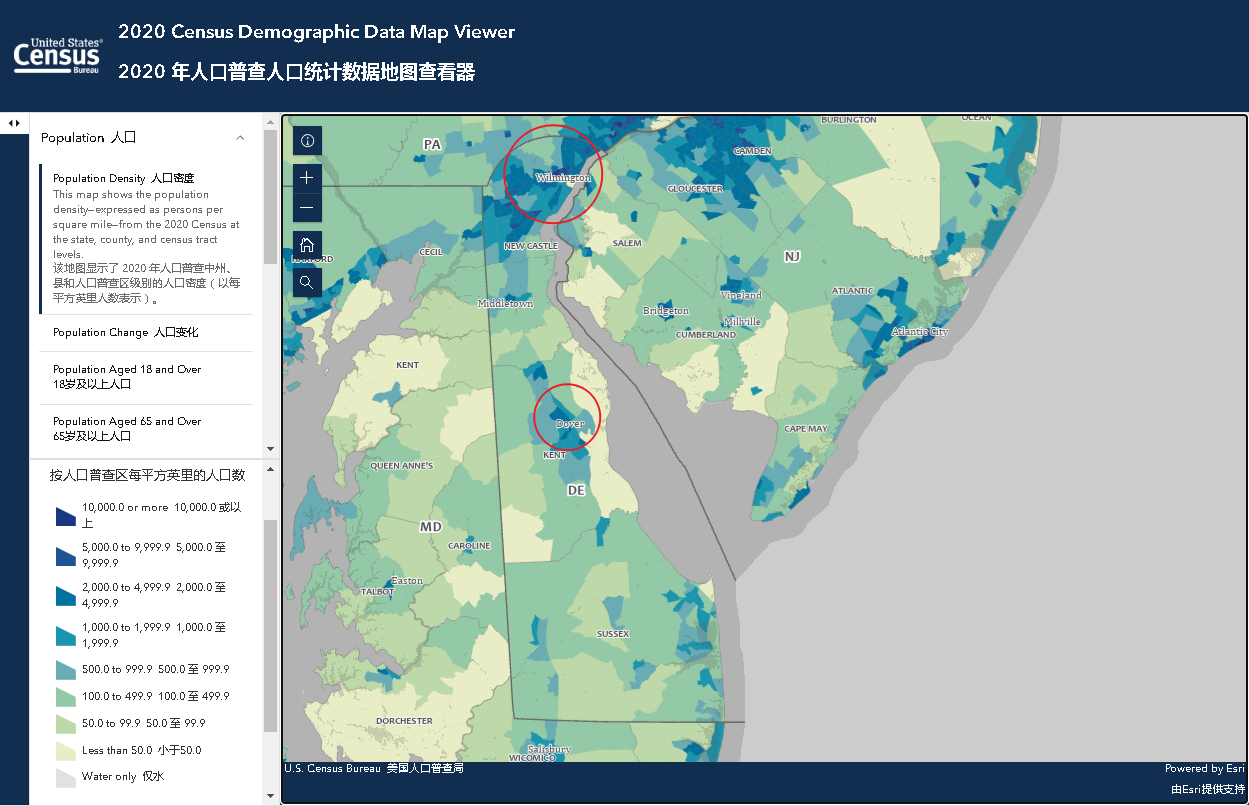 United States®
Census
Bureau
2020 Census Demographic Data Map Viewer
2020 年人口普查人口统计数据地图查看器
Population 人口
Population Density 人口密度
This map shows the population
density—expressed as persons per
square mile—from the 2020 Census at
the state, county, and census tract
levels.
该地图显示了 2020 年人口普查中州、
县和人口普查区级别的人口密度（以每
平方英里人数表示）。
Population Change 人口变化
Population Aged 18 and Over
18岁及以上人口
Population Aged 65 and Over
65岁及以上人口
按人口普查区每平方英里的人口数
10,000.0 or more 10,000.0 或以
上
5,000.0 to 9,999.9 5,000.0 至
9,999.9
2,000.0 to 4,999.9 2,000.0 至
4,999.9
1,000.0 to 1,999.9 1,000.0 至
1,999.9
500.0 to 999.9 500.0 至 999.9
100.0 to 499.9 100.0 至 499.9
50.0 to 99.9 50.0 至 99.9
Less than 50.0 小于50.0
Water only 仅水
BURLINGTON
OCEAN
PA
CAMDEN
Wilmington
GLOUCESTER
NEW CASTLE
SALEM
CECIL
NJ
HARFORD
ATLANTIC
Vineland
Middletown
Bridgeton
Millville
CUMBERLAND
Atlantic City
KENT
Dover
CAPE MAY
KENT
QUEEN ANNE'S
DE
MD
CAROLINE
Easton
TALBOT
SUSSEX
DORCHESTER
Salisbury
WICOMICO
U.S. Census Bureau 美国人口普查局
Powered by Esri
由Esri提供支持